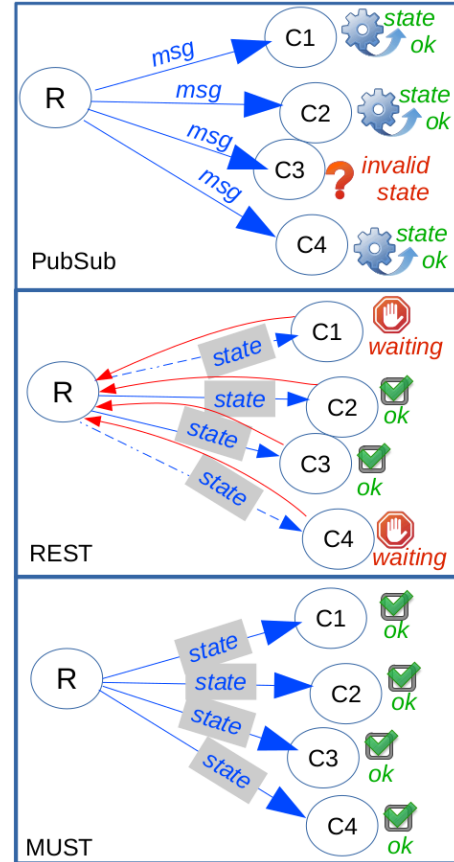 C1
state
ok
msg
R
msg
C2
state
ok
msg
C3
?
invalid
state
msg
C4
state
ok
PubSub
C1
state
waiting
R
state
C2
ok
state
C3
ok
state
C4
waiting
REST
C1
ok
state
R
state
C2
ok
state
C3
ok
state
C4
ok
MUST